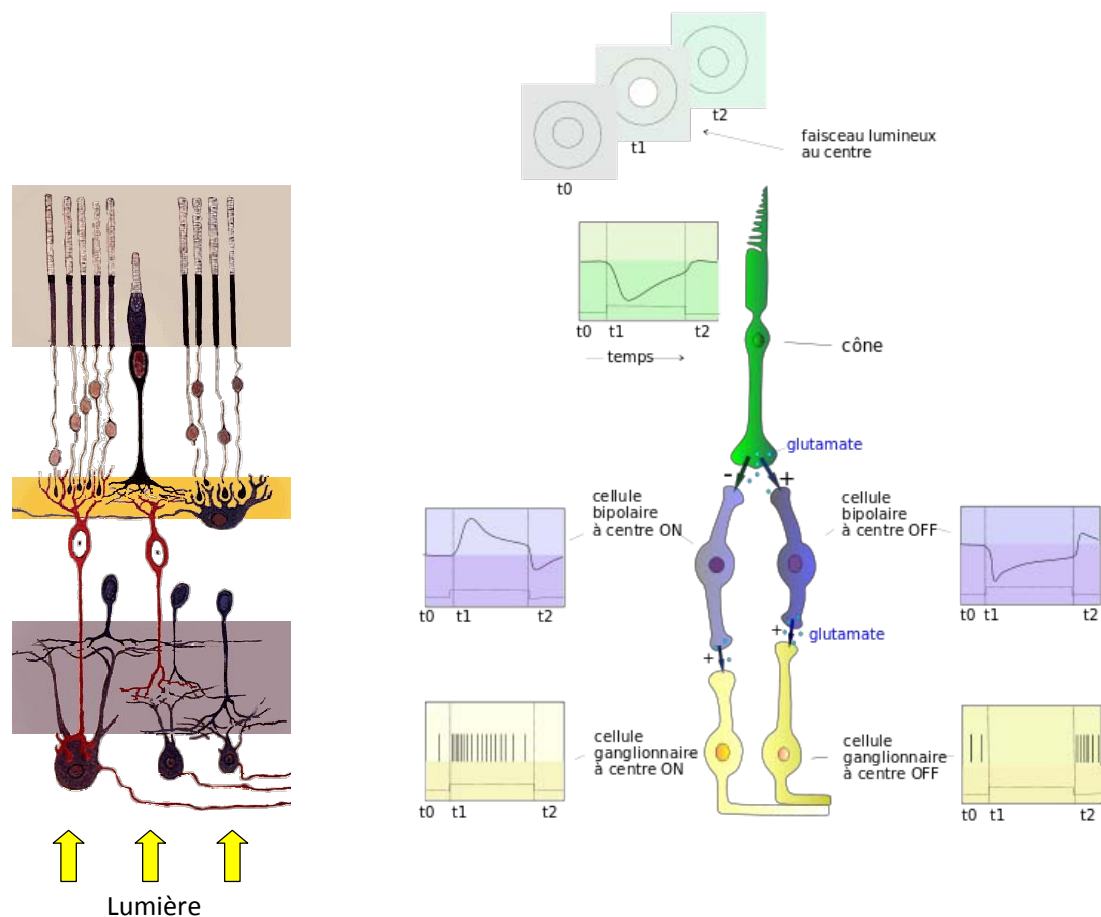 t2
t1
t0
faisceau lumineux
au centre
t0
t1
t2
temps
cône
glutamate
-
+
cellule
bipolaire
à centre ON
cellule
bipolaire
à centre OFF
t0
t1
t2
t0
t1
t2
glutamate
+
+
cellule
ganglionnaire
à centre ON
cellule
ganglionnaire
à centre OFF
t0
t1
t2
t0
t1
t2
Lumière